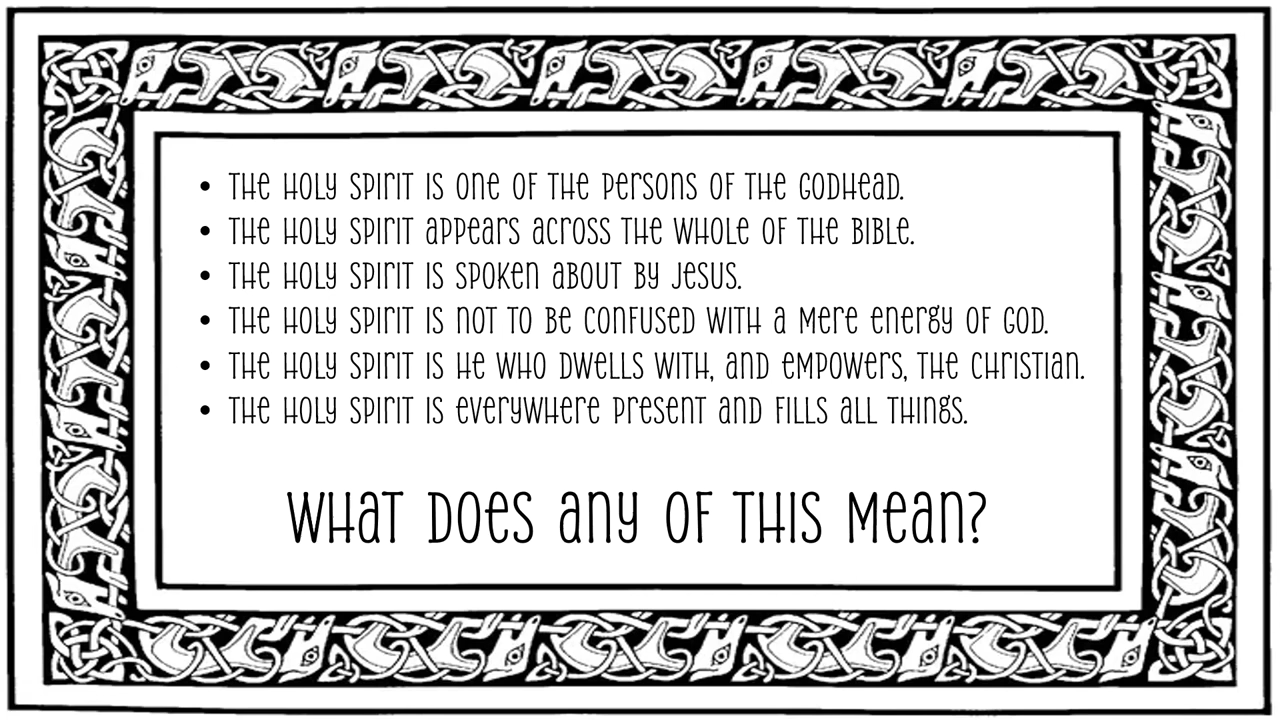 • THE HOLY SPIRIT IS ONE OF THE PERSONS OF THE GODHEAD.
• THE HOLY SPIRIT APPEARS ACROSS THE WHOLE OF THE BIBLE.
• THE HOLY SPIRIT IS SPOKEN ABOUT BY JESUS.
• THE HOLY SPIRIT IS NOT TO BE CONFUSED WITH A MERE ENERGY OF GOD.
• THE HOLY SPIRIT IS HE WHO DWELLS WITH, AND EMPOWERS, THE CHRISTIAN.
• THE HOLY SPIRIT IS EVERYWHERE PRESENT AND FILLS ALL THINGS.
WHAT DOES ANY OF THIS MEAN?